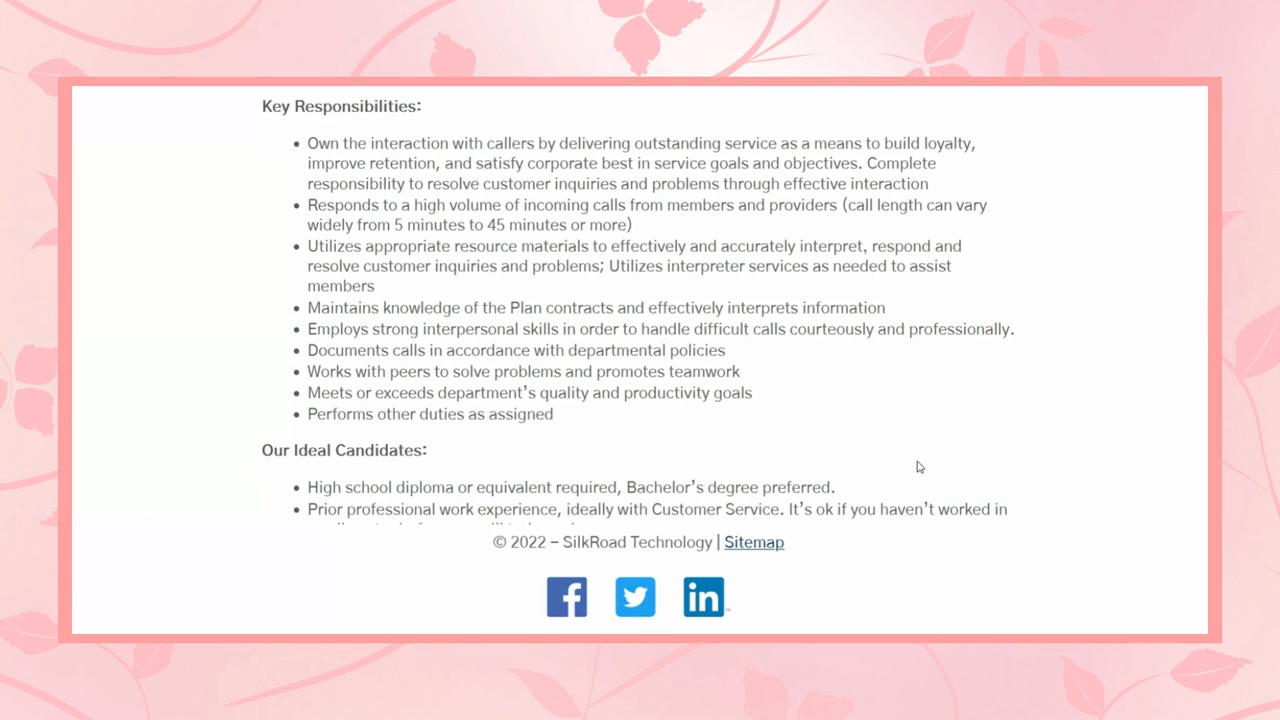 Key Responsibilities:
• Own the interaction with callers by delivering outstanding service as a means to build loyalty,
improve retention, and satisfy corporate best in service goals and objectives. Complete
responsibility to resolve customer inquiries and problems through effective interaction
• Responds to a high volume of incoming calls from members and providers (call length can vary
widely from 5 minutes to 45 minutes or more)
• Utilizes appropriate resource materials to effectively and accurately interpret, respond and
resolve customer inquiries and problems; Utilizes interpreter services as needed to assist
members
• Maintains knowledge of the Plan contracts and effectively interprets information
• Employs strong interpersonal skills in order to handle difficult calls courteously and professionally.
• Documents calls in accordance with departmental policies
• Works with peers to solve problems and promotes teamwork
• Meets or exceeds department’s quality and productivity goals
• Performs other duties as assigned
Our Ideal Candidates:
• High school diploma or equivalent required, Bachelor’s degree preferred.
• Prior professional work experience, ideally with Customer Service. It’s ok if you haven’t worked in
© 2022 – SilkRoad Technology | Sitemap
f
in